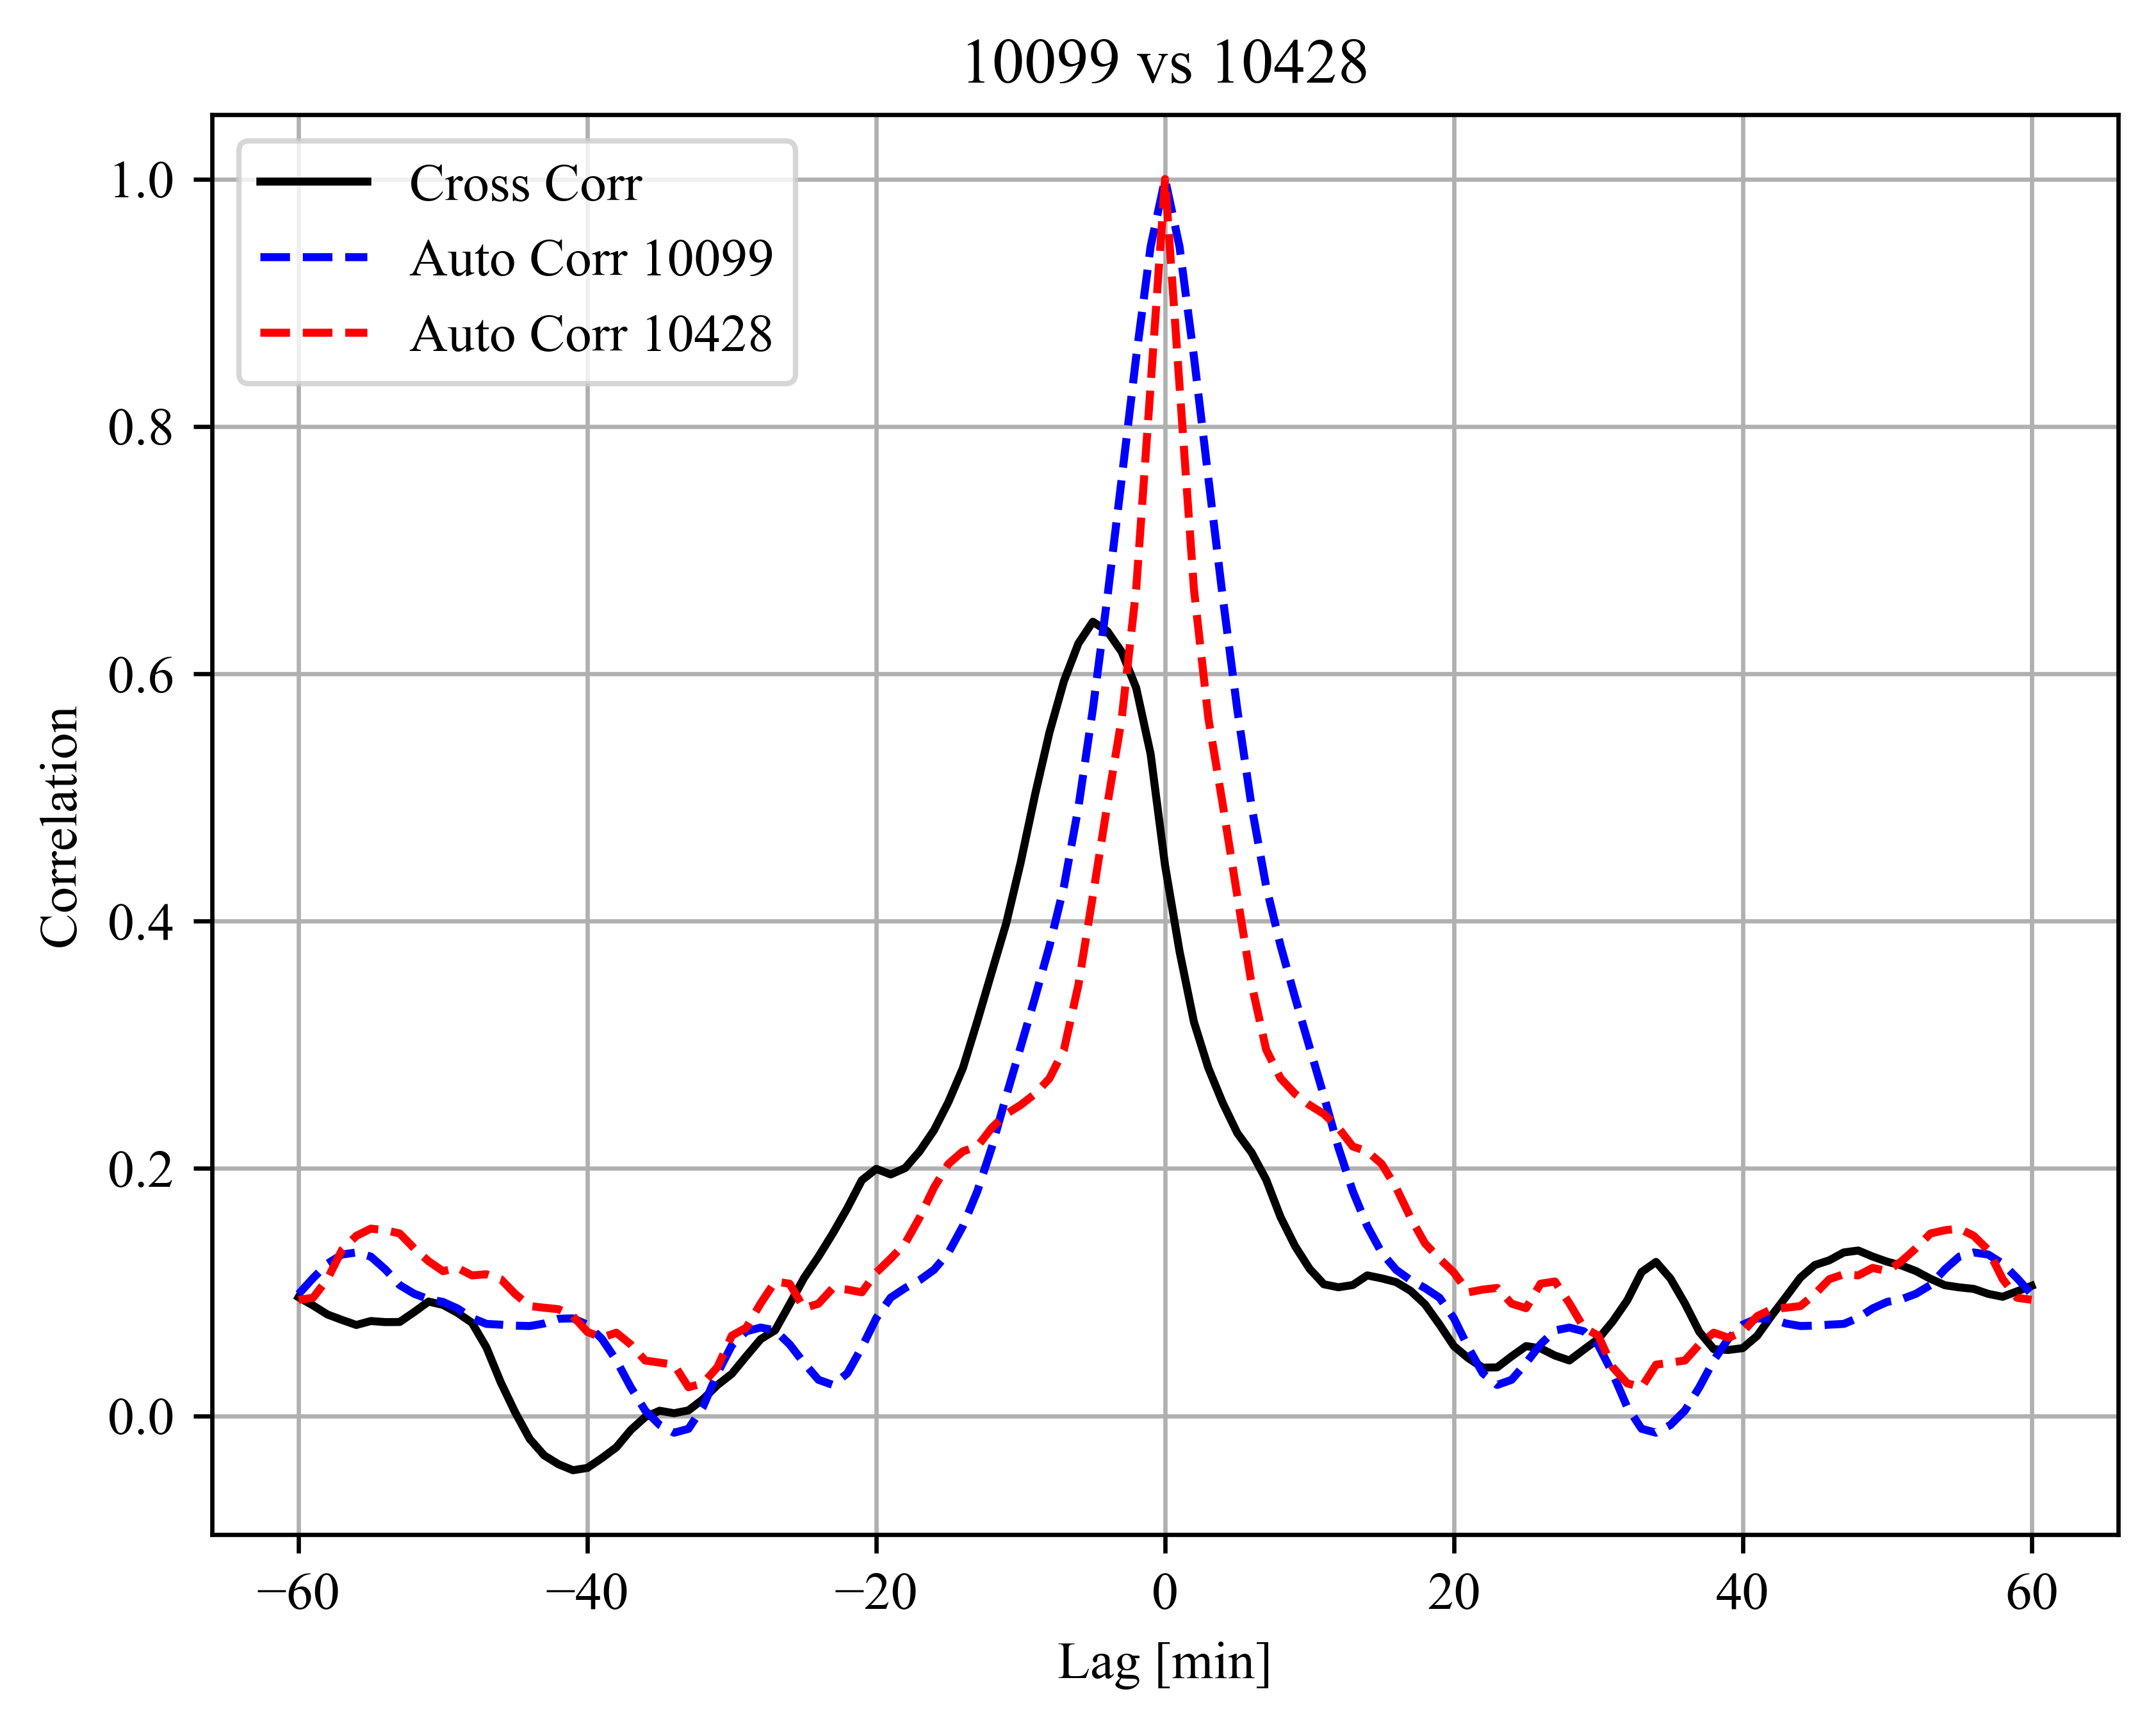 10099 vs 10428
Cross Corr
Auto Corr 10099
Auto Corr 10428
1.0
0.8
0.6
0.4
0.2
0.0
Correlation
−60 −40 −20 0 20 40 60
Lag [min]